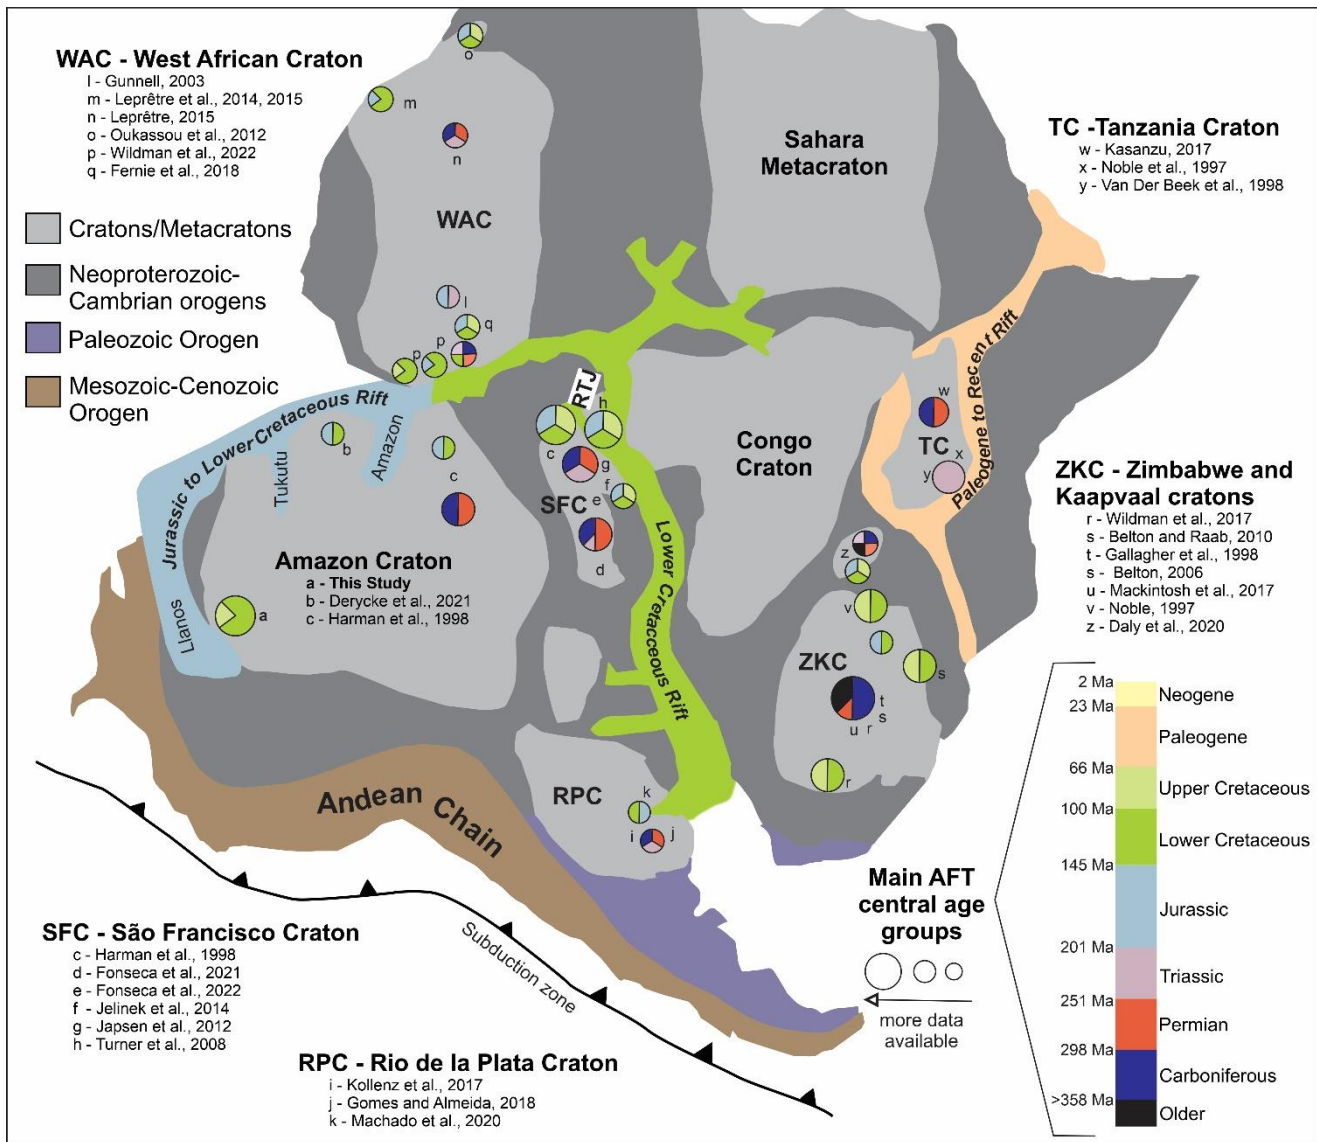 WAC - West African Craton
l - Gunnell, 2003
m - Leprêtre et al., 2014, 2015
n - Leprêtre, 2015
o - Oukassou et al., 2012
p - Wildman et al., 2022
q - Fernie et al., 2018
Cratons/Metacratons
Neoproterozoic-
Cambrian orogens
Paleozoic Orogen
Mesozoic-Cenozoic
Orogen
o
m
n
WAC
l
q
p
p
Sahara
Metacraton
TC -Tanzania Craton
w - Kasanzu, 2017
x - Noble et al., 1997
y - Van Der Beek et al., 1998
Jurassic to Lower Cretaceous Rift
Tukutu
Amazon
Llanos
b
c
a
Amazon Craton
a - This Study
b - Derycke et al., 2021
c - Harman et al., 1998
RTJ
h
c
g
f
e
SFC
d
Lower Cretacceous Rift
Congo
Craton
w
TC
x
y
Paleogene to Recent Rift
ZKC - Zimbabwe and
Kaapvaal cratons
r - Wildman et al., 2017
s - Belton and Raab, 2010
t - Gallagher et al., 1998
s - Belton, 2006
u - Mackintosh et al., 2017
v - Noble, 1997
z - Daly et al., 2020
z
v
ZKC
s
t
s
u r
r
RPC
k
i
j
Andean Chain
Subduction zone
SFC - São Francisco Craton
c - Harman et al., 1998
d - Fonseca et al., 2021
e - Fonseca et al., 2022
f - Jelinek et al., 2014
g - Japsen et al., 2012
h - Turner et al., 2008
RPC - Rio de la Plata Craton
i - Kollenz et al., 2017
j - Gomes and Almeida, 2018
k - Machado et al., 2020
Main AFT
central age
groups
more data
available
2 Ma
Neogene
23 Ma
Paleogene
66 Ma
Upper Cretaceous
100 Ma
Lower Cretaceous
145 Ma
Jurassic
201 Ma
Triassic
251 Ma
Permian
298 Ma
Carboniferous
>358 Ma
Older